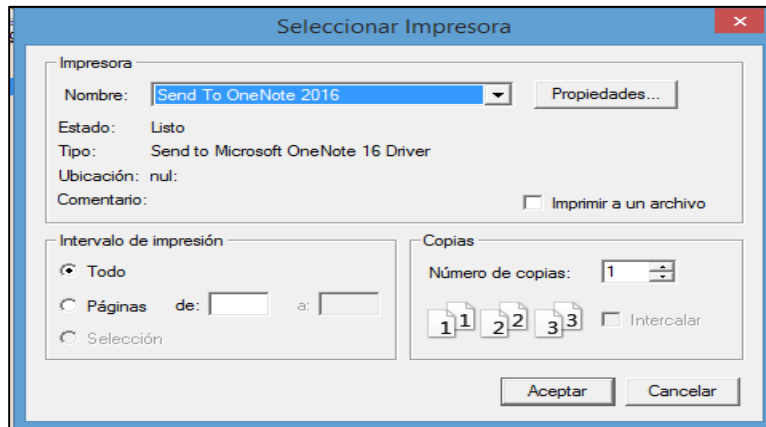 Seleccionar Impresora
Impresora
Nombre: Send To OneNote 2016 Propiedades...
Estado: Listo
Tipo: Send to Microsoft OneNote 16 Driver
Ubicación: nul:
Comentario: Imprimir a un archivo
Intervalo de impresión
Todo
Páginas de: a:
Selección
Copias
Número de copias: 1
1 1 2 2 3 3 Intercalar
Aceptar Cancelar